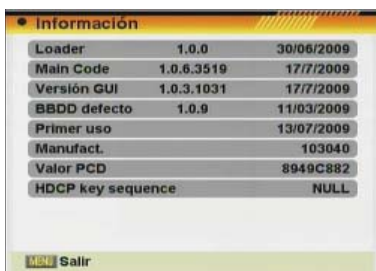 Información
Loader 1.0.0 30/06/2009
Main Code 1.0.6.3519 17/7/2009
Versión GUI 1.0.3.1031 17/7/2009
BBDD defecto 1.0.9 11/03/2009
Primer uso 13/07/2009
Manufact. 103040
Valor PCD 8949C882
HDCP key sequence NULL
MENU Salir